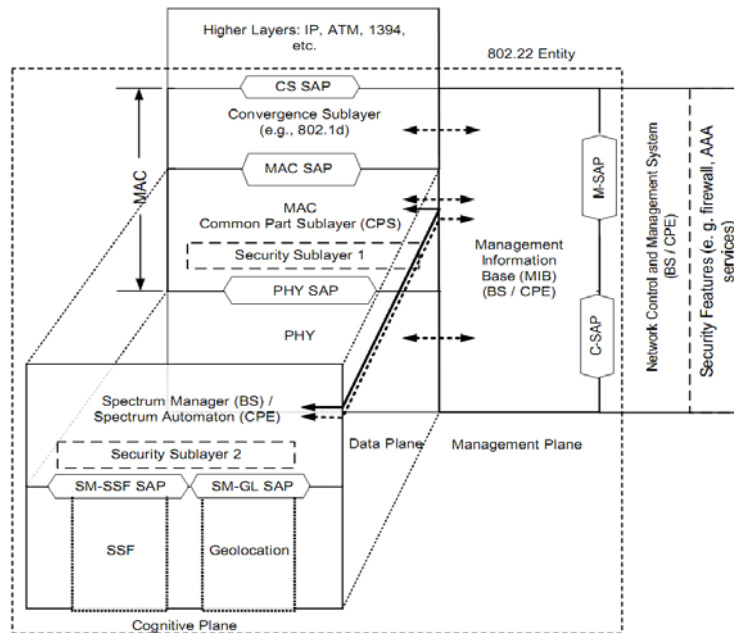 Higher Layers: IP, ATM, 1394,
etc.
802.22 Entity
CS SAP
Convergence Sublayer
(e.g., 802.1d)
MAC SAP
MAC
MAC
Common Part Sublayer (CPS)
Security Sublayer 1
PHY SAP
PHY
Management
Information
Base (MIB)
(BS / CPE)
M-SAP
C-SAP
Network Control and Management System
(BS / CPE)
Security Features (e. g. firewall, AAA
services)
Spectrum Manager (BS) /
Spectrum Automaton (CPE)
Security Sublayer 2
Data Plane
Management Plane
SM-SSF SAP
SM-GL SAP
SSF
Geolocation
Cognitive Plane